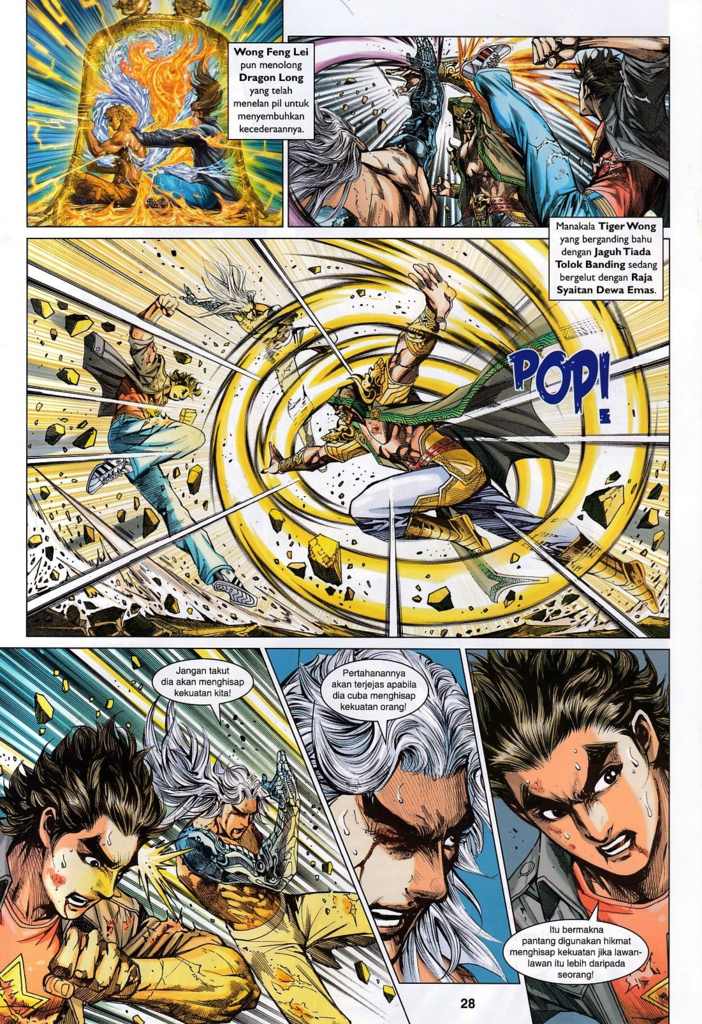 Wong Feng Lei
pun menolong
Dragon Long
yang telah
menelan pil untuk
menyembuhkan
kecederaannya.
Manakala Tiger Wong
yang berganding bahu
dengan Jaguh Tiada
Tolok Banding sedang
bergelut dengan Raja
Syaitan Dewa Emas.
POPI
Jangan takut
dia akan menghisap
kekuatan kita!
Pertahanannya
akan terjejas apabila
dia cuba menghisap
kekuatan orang!
Itu bermakna
pantang digunakan hikmat
menghisap kekuatan jika lawan-
lawan itu lebih daripada
seorang!
28